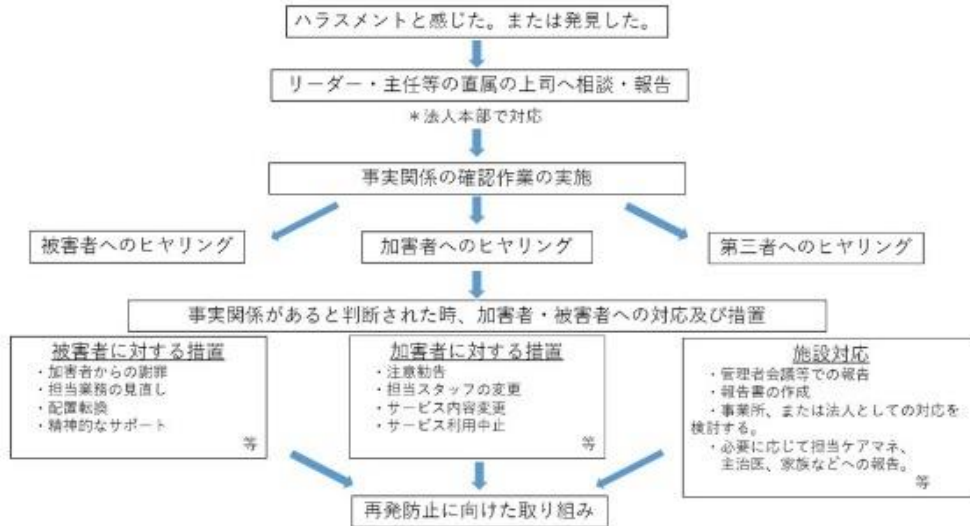 ハラスメントと感じた。または発見した。
リーダー・主任等の直属の上司へ相談・報告
＊法人本部で対応
事実関係の確認作業の実施
被害者へのヒヤリング
加害者へのヒヤリング
第三者へのヒヤリング
事実関係があると判断された時、加害者・被害者への対応及び措置
被害者に対する措置
・加害者からの謝罪
・担当業務の見直し
・配置転換
・精神的なサポート
等
加害者に対する措置
・注意勧告
・担当スタッフの変更
・サービス内容変更
・サービス利用中止
等
施設対応
・管理者会議等での報告
・報告書の作成
・事業所、または法人としての対応を
検討する。
・必要に応じて担当ケアマネ、
主治医、家族などへの報告。
等
再発防止に向けた取り組み